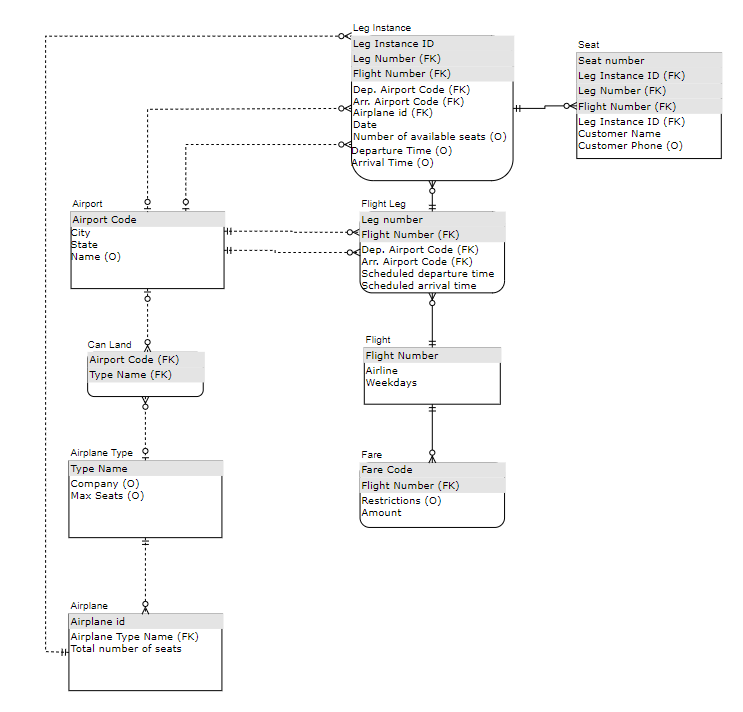 Leg Instance
Leg Instance ID
Leg Number (FK)
Flight Number (FK)
Dep. Airport Code (FK)
Arr. Airport Code (FK)
Airplane id (FK)
Date
Number of available seats (O)
Departure Time (O)
Arrival Time (O)
Seat
Seat number
Leg Instance ID (FK)
Leg Number (FK)
Flight Number (FK)
Leg Instance ID (FK)
Customer Name
Customer Phone (O)
Airport
Airport Code
City
State
Name (O)
Flight Leg
Leg number
Flight Number (FK)
Dep. Airport Code (FK)
Arr. Airport Code (FK)
Scheduled departure time
Scheduled arrival time
Can Land
Airport Code (FK)
Type Name (FK)
Flight
Flight Number
Airline
Weekdays
Airplane Type
Type Name
Company (O)
Max Seats (O)
Fare
Fare Code
Flight Number (FK)
Restrictions (O)
Amount
Airplane
Airplane id
Airplane Type Name (FK)
Total number of seats